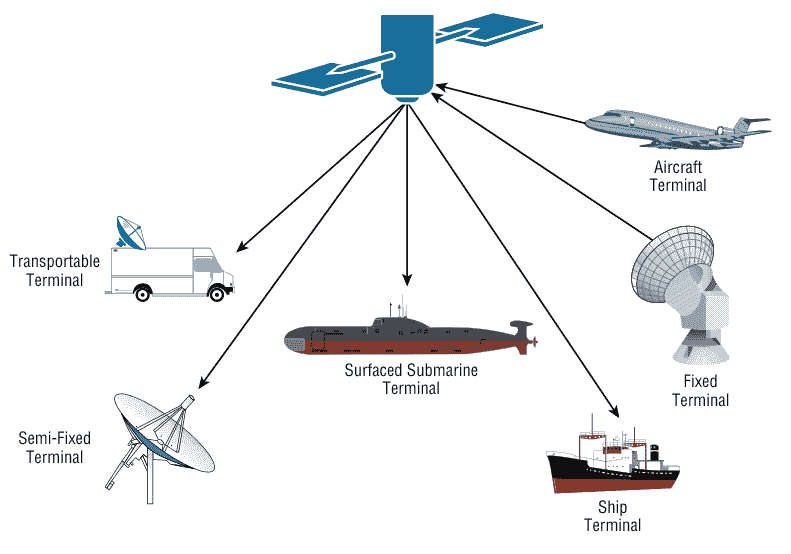 Aircraft
Terminal
Transportable
Terminal
Surfaced Submarine
Terminal
Fixed
Terminal
Semi-Fixed
Terminal
Ship
Terminal